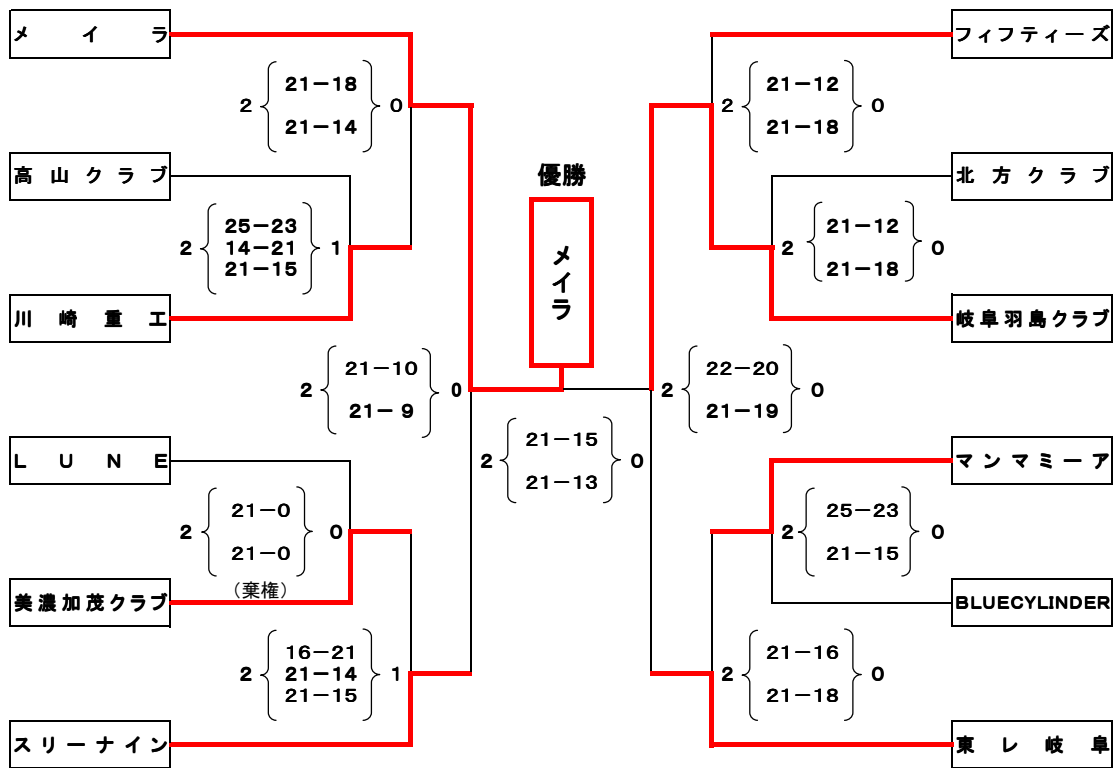 メイラ
2 21-18 0
21-14
高山クラブ
25-23
2 14-21 1
21-15
川崎重工
2 21-10 0
21-9
LUNE
2 21-0 0
21-0
(棄権)
美濃加茂クラブ
16-21
2 21-14 1
21-15
スリーナイン
優勝
メイラ
2 21-15 0
21-13
フィフティーズ
2 21-12 0
21-18
北方クラブ
2 21-12 0
21-18
岐阜羽島クラブ
2 22-20 0
21-19
マンマミーア
2 25-23 0
21-15
BLUECYLINDER
2 21-16 0
21-18
東レ岐阜